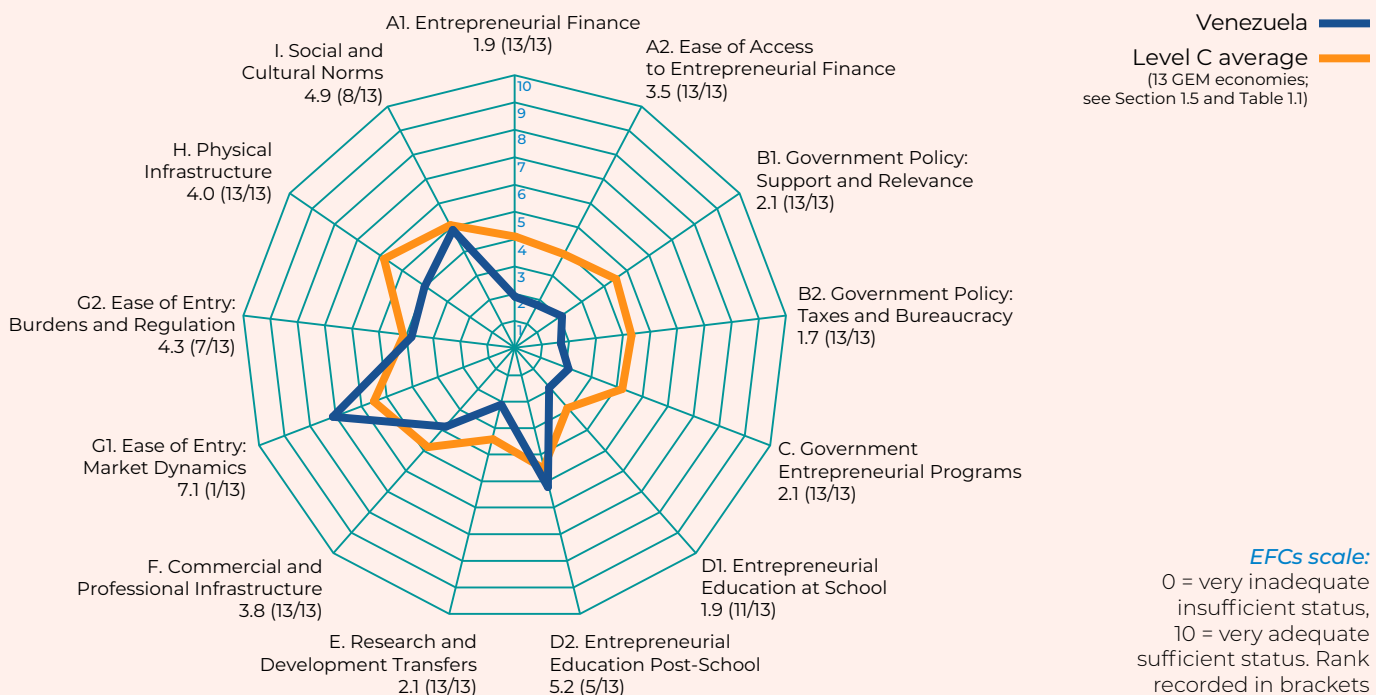 A1. Entrepreneurial Finance
1.9 (13/13)
A2. Ease of Access
to Entrepreneurial Finance
3.5 (13/13)
B1. Government Policy:
Support and Relevance
2.1 (13/13)
B2. Government Policy:
Taxes and Bureaucracy
1.7 (13/13)
C. Government
Entrepreneurial Programs
2.1 (13/13)
D1. Entrepreneurial
Education at School
1.9 (11/13)
D2. Entrepreneurial
Education Post-School
5.2 (5/13)
E. Research and
Development Transfers
2.1 (13/13)
F. Commercial and
Professional Infrastructure
3.8 (13/13)
G1. Ease of Entry:
Market Dynamics
7.1 (1/13)
G2. Ease of Entry:
Burdens and Regulation
4.3 (7/13)
H. Physical
Infrastructure
4.0 (13/13)
I. Social and
Cultural Norms
4.9 (8/13)
10
9
8
7
6
5
4
3
2
1
Venezuela
Level C average
(13 GEM economies;
see Section 1.5 and Table 1.1)
EFCs scale:
0 = very inadequate
insufficient status,
10 = very adequate
sufficient status. Rank
recorded in brackets